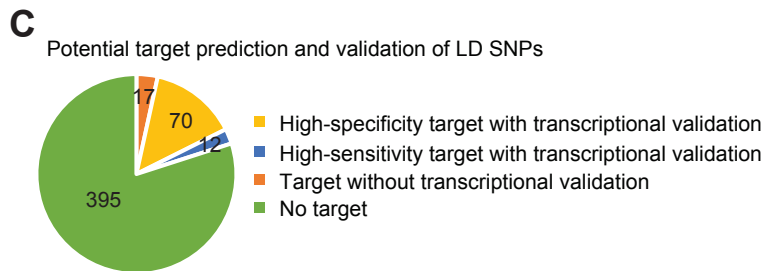 C
Potential target prediction and validation of LD SNPs
17
70
12
395
High-specificity target with transcriptional validation
High-sensitivity target with transcriptional validation
Target without transcriptional validation
No target